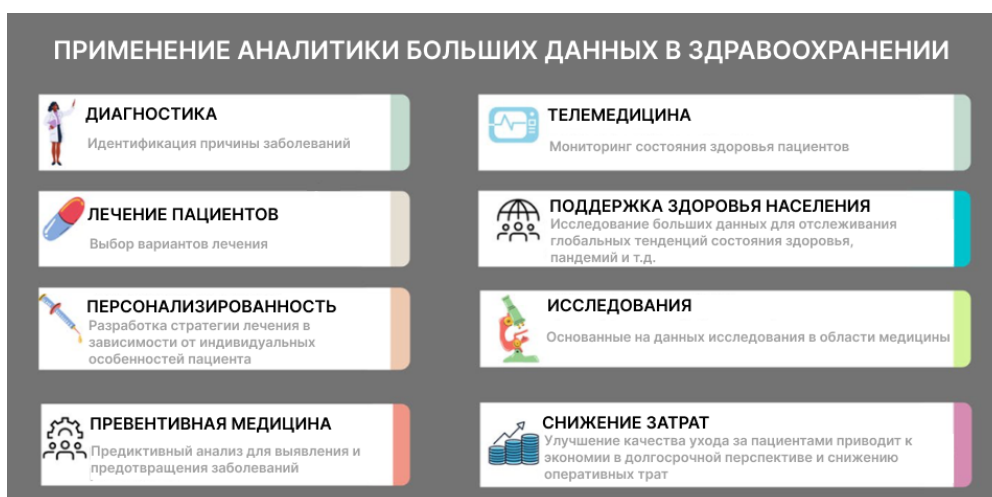 ПРИМЕНЕНИЕ АНАЛИТИКИ БОЛЬШИХ ДАННЫХ В ЗДРАВООХРАНЕНИИ
ДИАГНОСТИКА
Идентификация причины заболеваний
ЛЕЧЕНИЕ ПАЦИЕНТОВ
Выбор вариантов лечения
ПЕРСОНАЛИЗИРОВАННОСТЬ
Разработка стратегии лечения в
зависимости от индивидуальных
особенностей пациента
ПРЕВЕНТИВНАЯ МЕДИЦИНА
Предиктивный анализ для выявления и
предотвращения заболеваний
ТЕЛЕМЕДИЦИНА
Мониторинг состояния здоровья пациентов
ПОДДЕРЖКА ЗДОРОВЬЯ НАСЕЛЕНИЯ
Исследование больших данных для отслеживания
глобальных тенденций состояния здоровья,
пандемий и т.д.
ИССЛЕДОВАНИЯ
Основанные на данных исследования в области медицины
СНИЖЕНИЕ ЗАТРАТ
Улучшение качества ухода за пациентами приводит к
экономии в долгосрочной перспективе и снижению
оперативных трат